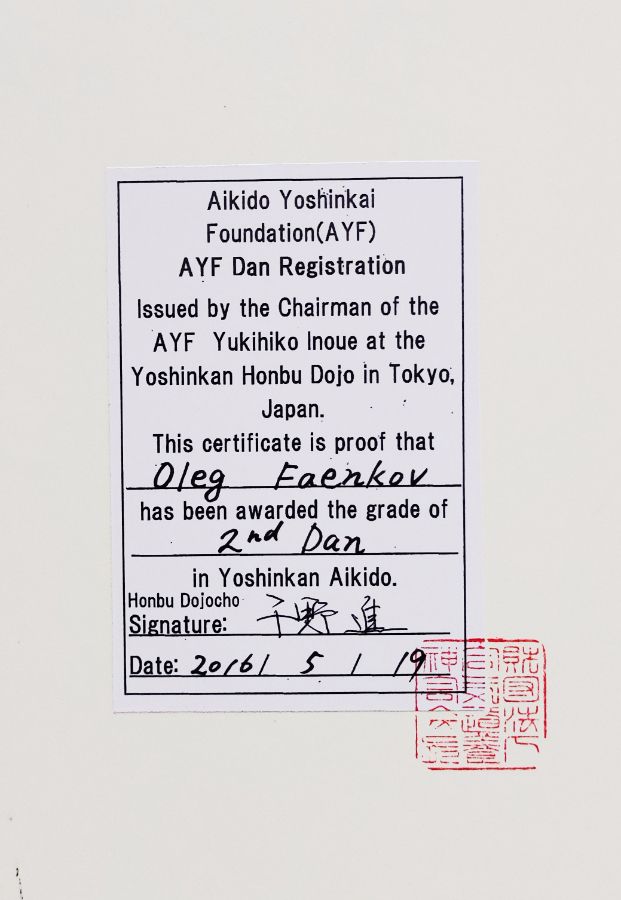 Aikido Yoshinkai
Foundation(AYF)
AYF Dan Registration
Issued by the Chairman of the
AYF Yukihiko Inoue at the
Yoshinkan Honbu Dojo in Tokyo,
Japan.
This certificate is proof that
Oleg Faenkov
has been awarded the grade of
2nd Dan
in Yoshinkan Aikido.
Honbu Dojocho
Signature: 千野 進
Date: 2016/ 5 / 19